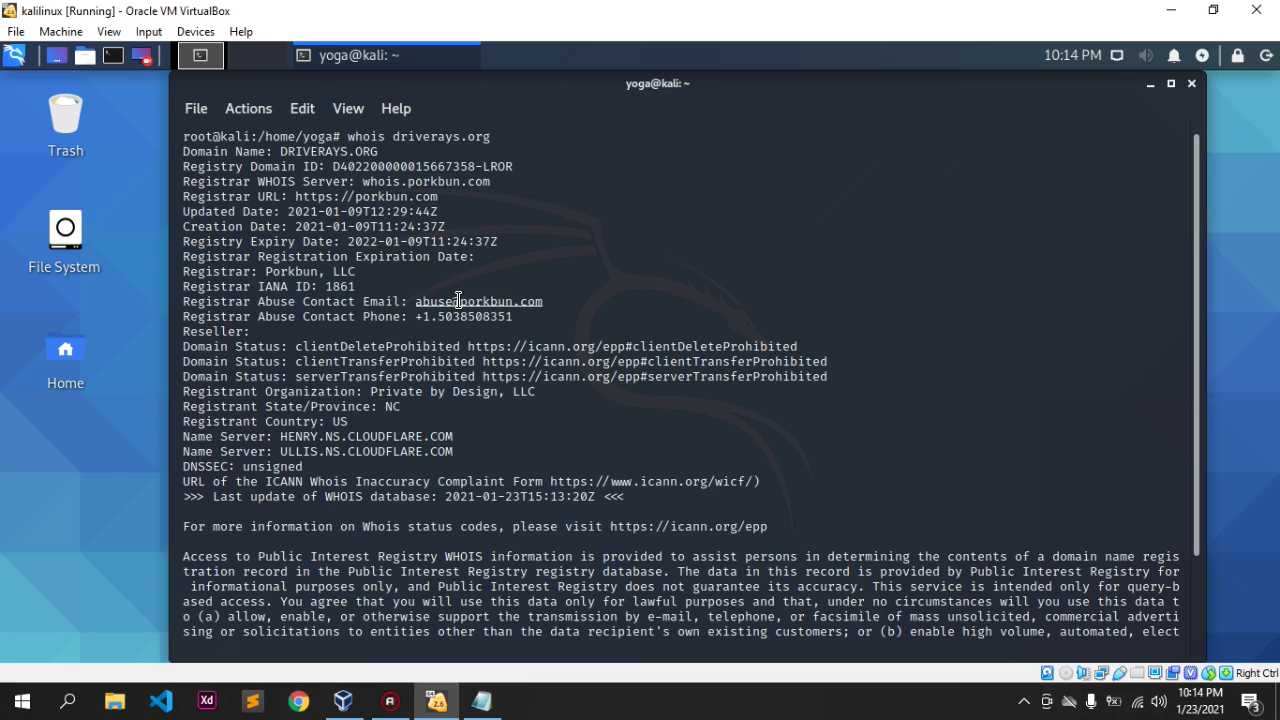 kalilinux [Running] - Oracle VM VirtualBox
File Machine View Input Devices Help
yoga@kali: ~
10:14 PM
yoga@kali: ~
File Actions Edit View Help
Trash
File System
Home
root@kali:/home/yoga# whois driverays.org
Domain Name: DRIVERAYS.ORG
Registry Domain ID: D402200000015667358-LROR
Registrar WHOIS Server: whois.porkbun.com
Registrar URL: https://porkbun.com
Updated Date: 2021-01-09T12:29:44Z
Creation Date: 2021-01-09T11:24:37Z
Registry Expiry Date: 2022-01-09T11:24:37Z
Registrar Registration Expiration Date:
Registrar: Porkbun, LLC
Registrar IANA ID: 1861
Registrar Abuse Contact Email: abuse@porkbun.com
Registrar Abuse Contact Phone: +1.5038508351
Reseller:
Domain Status: clientDeleteProhibited https://icann.org/epp#clientDeleteProhibited
Domain Status: clientTransferProhibited https://icann.org/epp#clientTransferProhibited
Domain Status: serverTransferProhibited https://icann.org/epp#serverTransferProhibited
Registrant Organization: Private by Design, LLC
Registrant State/Province: NC
Registrant Country: US
Name Server: HENRY.NS.CLOUDFLARE.COM
Name Server: ULLIS.NS.CLOUDFLARE.COM
DNSSEC: unsigned
URL of the ICANN Whois Inaccuracy Complaint Form https://www.icann.org/wicf/)
>>> Last update of WHOIS database: 2021-01-23T15:13:20Z <<<
For more information on Whois status codes, please visit https://icann.org/epp
Access to Public Interest Registry WHOIS information is provided to assist persons in determining the contents of a domain name regis
tration record in the Public Interest Registry registry database. The data in this record is provided by Public Interest Registry for
informational purposes only, and Public Interest Registry does not guarantee its accuracy. This service is intended only for query-b
ased access. You agree that you will use this data only for lawful purposes and that, under no circumstances will you use this data t
o (a) allow, enable, or otherwise support the transmission by e-mail, telephone, or facsimile of mass unsolicited, commercial adverti
sing or solicitations to entities other than the data recipient's own existing customers; or (b) enable high volume, automated, elect
Right Ctrl
Xd
2.6
10:14 PM
1/23/2021
3